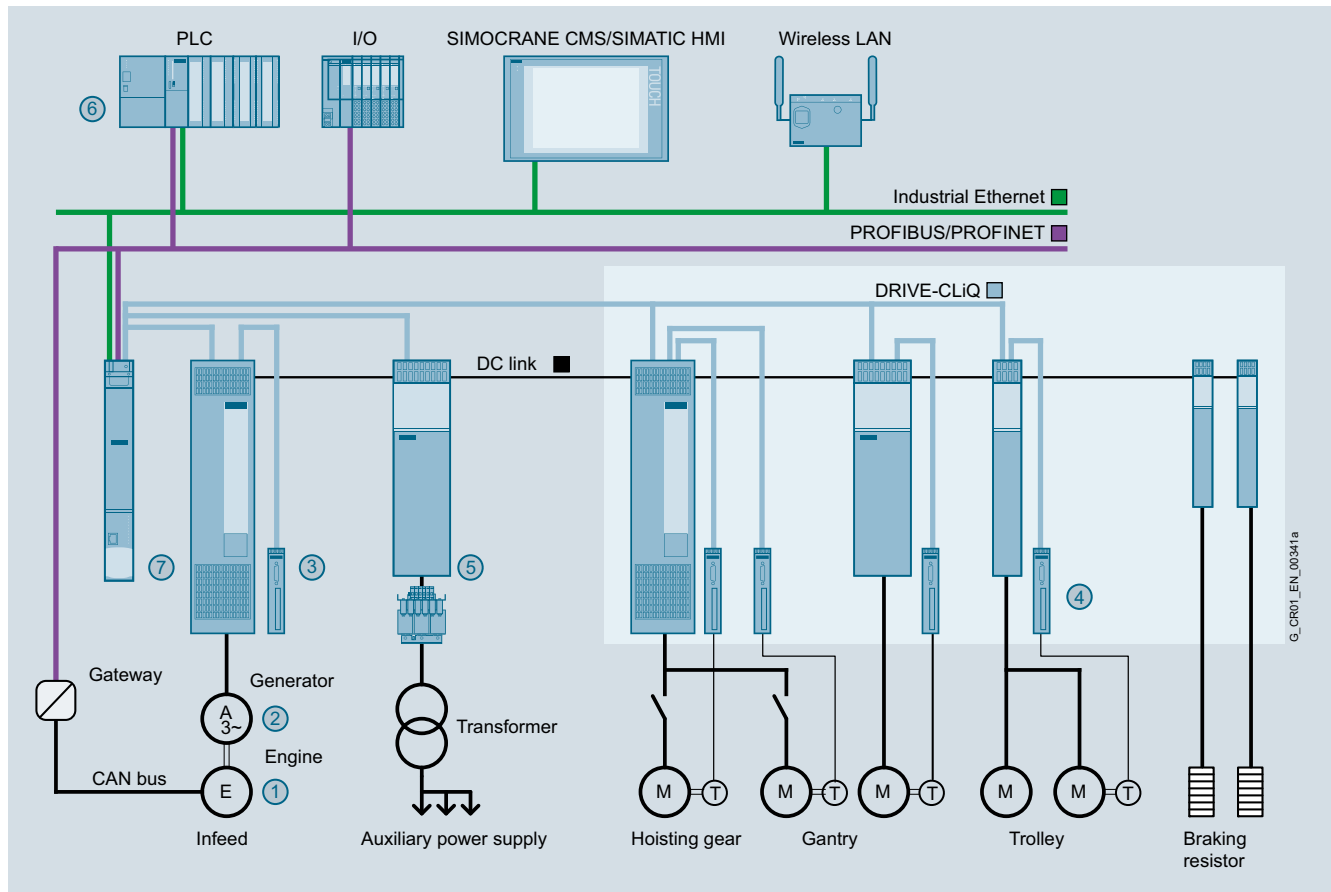 PLC
I/O
SIMOCRANE CMS/SIMATIC HMI
Wireless LAN
TOUCH
6
Industrial Ethernet
PROFIBUS/PROFINET
DRIVE-CLiQ
DC link
7
3
5
4
G_CR01_EN_00341a
Gateway
Generator
A
3~
2
Transformer
Engine
CAN bus
E
1
M
T
M
T
M
T
M
M
T
Infeed
Auxiliary power supply
Hoisting gear
Gantry
Trolley
Braking
resistor